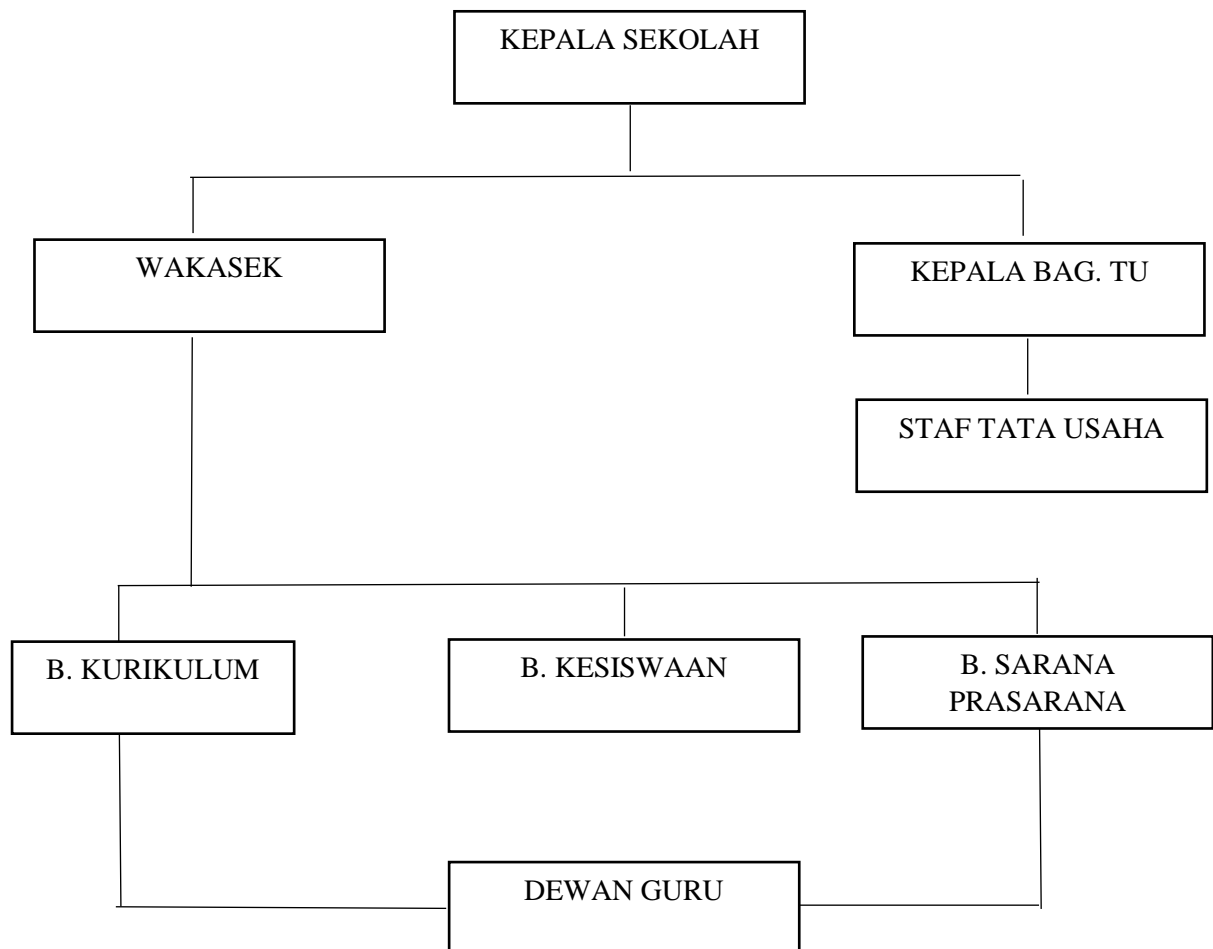 KEPALA SEKOLAH
WAKASEK
KEPALA BAG. TU
STAF TATA USAHA
B. KURIKULUM
B. KESISWAAN
B. SARANA
PRASARANA
DEWAN GURU